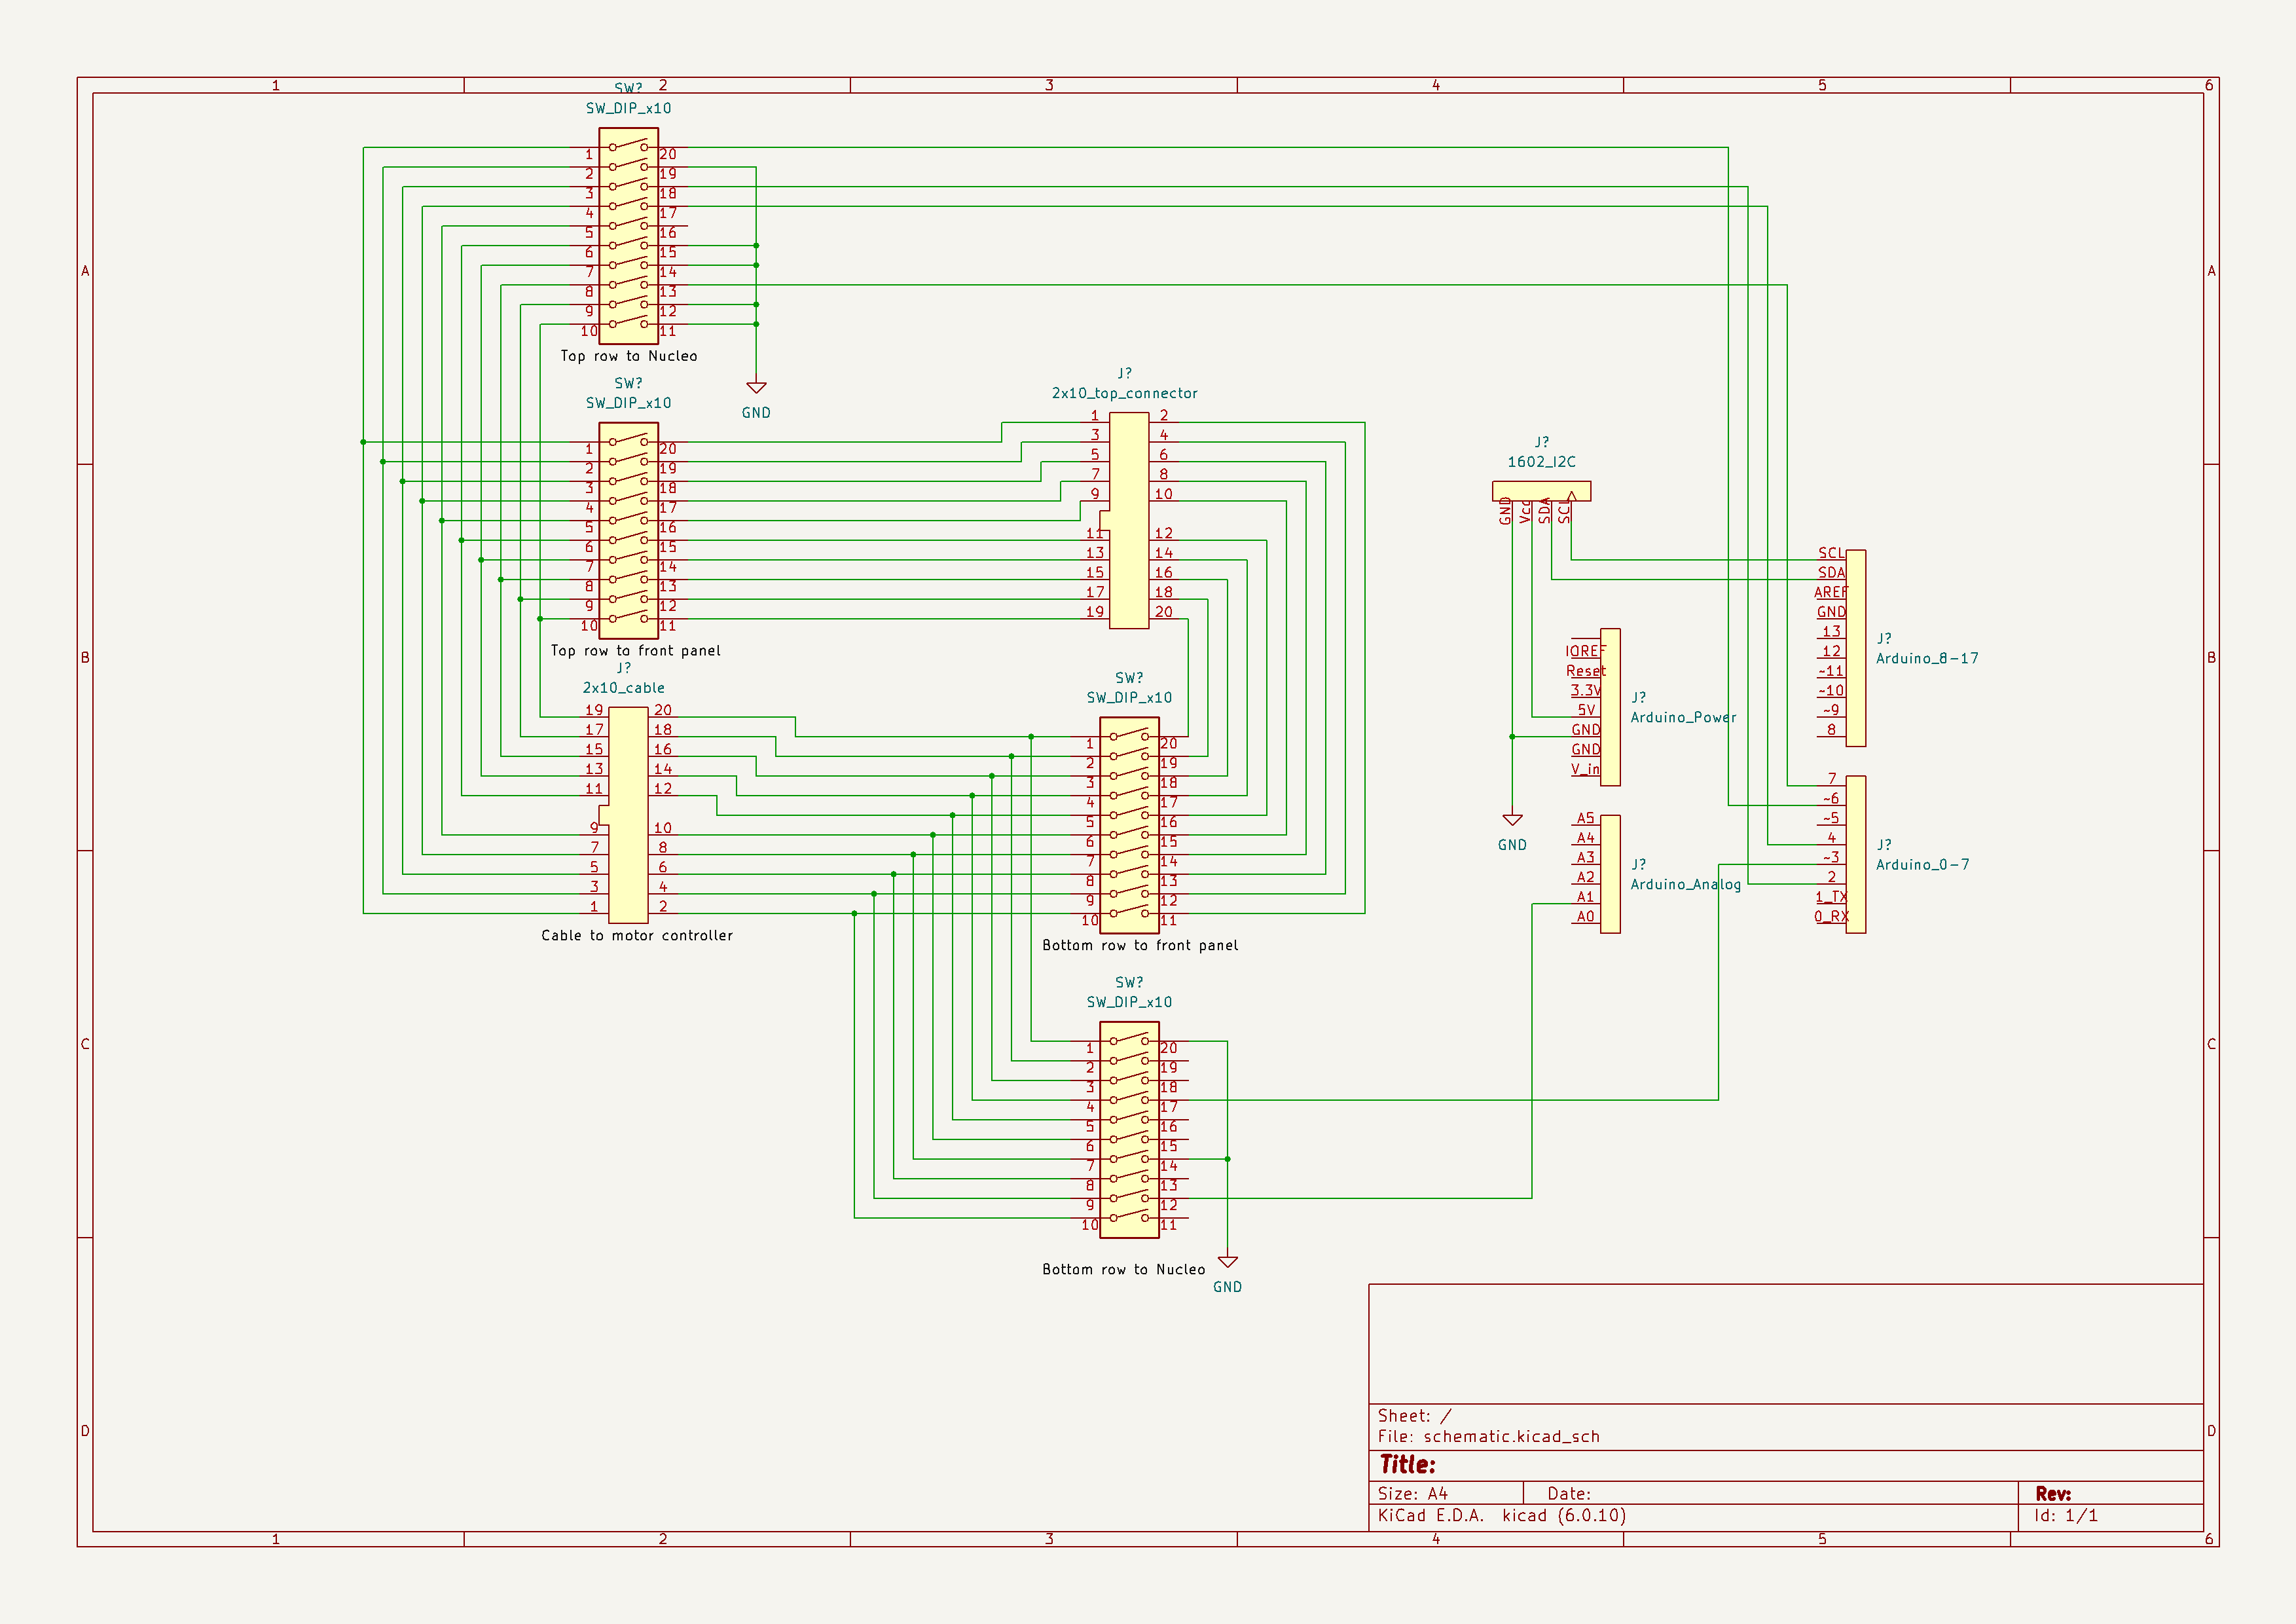 1 2 3 4 5 6
SW?
SW_DIP_x10
1 20
2 19
3 18
4 17
5 16
6 15
7 14
8 13
9 12
10 11
Top row to Nucleo
GND
A A
SW?
SW_DIP_x10
1 20
2 19
3 18
4 17
5 16
6 15
7 14
8 13
9 12
10 11
Top row to front panel
J?
2x10_top_connector
1 2
3 4
5 6
7 8
9 10
11 12
13 14
15 16
17 18
19 20
J?
1602_I2C
GND
Vcc
SDA
SCL
SCL
SDA
AREF
GND
13
12
~11
~10
~9
8
J?
Arduino_8-17
B B
IOREF
Reset
3.3V
5V
GND
GND
V_in
J?
Arduino_Power
GND
J?
2x10_cable
19 20
17 18
15 16
13 14
11 12
9 10
7 8
5 6
3 4
1 2
Cable to motor controller
SW?
SW_DIP_x10
1 20
2 19
3 18
4 17
5 16
6 15
7 14
8 13
9 12
10 11
Bottom row to front panel
A5
A4
A3
A2
A1
A0
J?
Arduino_Analog
7
~6
~5
4
~3
2
1_TX
0_RX
J?
Arduino_0-7
C C
SW?
SW_DIP_x10
1 20
2 19
3 18
4 17
5 16
6 15
7 14
8 13
9 12
10 11
Bottom row to Nucleo
GND
D D
Sheet: /
File: schematic.kicad_sch
Title:
Size: A4 Date: Rev:
KiCad E.D.A. kicad (6.0.10) Id: 1/1
1 2 3 4 5 6